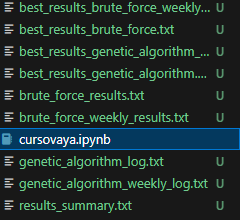 best_results_brute_force_weekly... U
best_results_brute_force.txt U
best_results_genetic_algorithm_... U
best_results_genetic_algorithm.... U
brute_force_results.txt U
brute_force_weekly_results.txt U
cursovaya.ipynb
genetic_algorithm_log.txt U
genetic_algorithm_weekly_log.txt U
results_summary.txt U